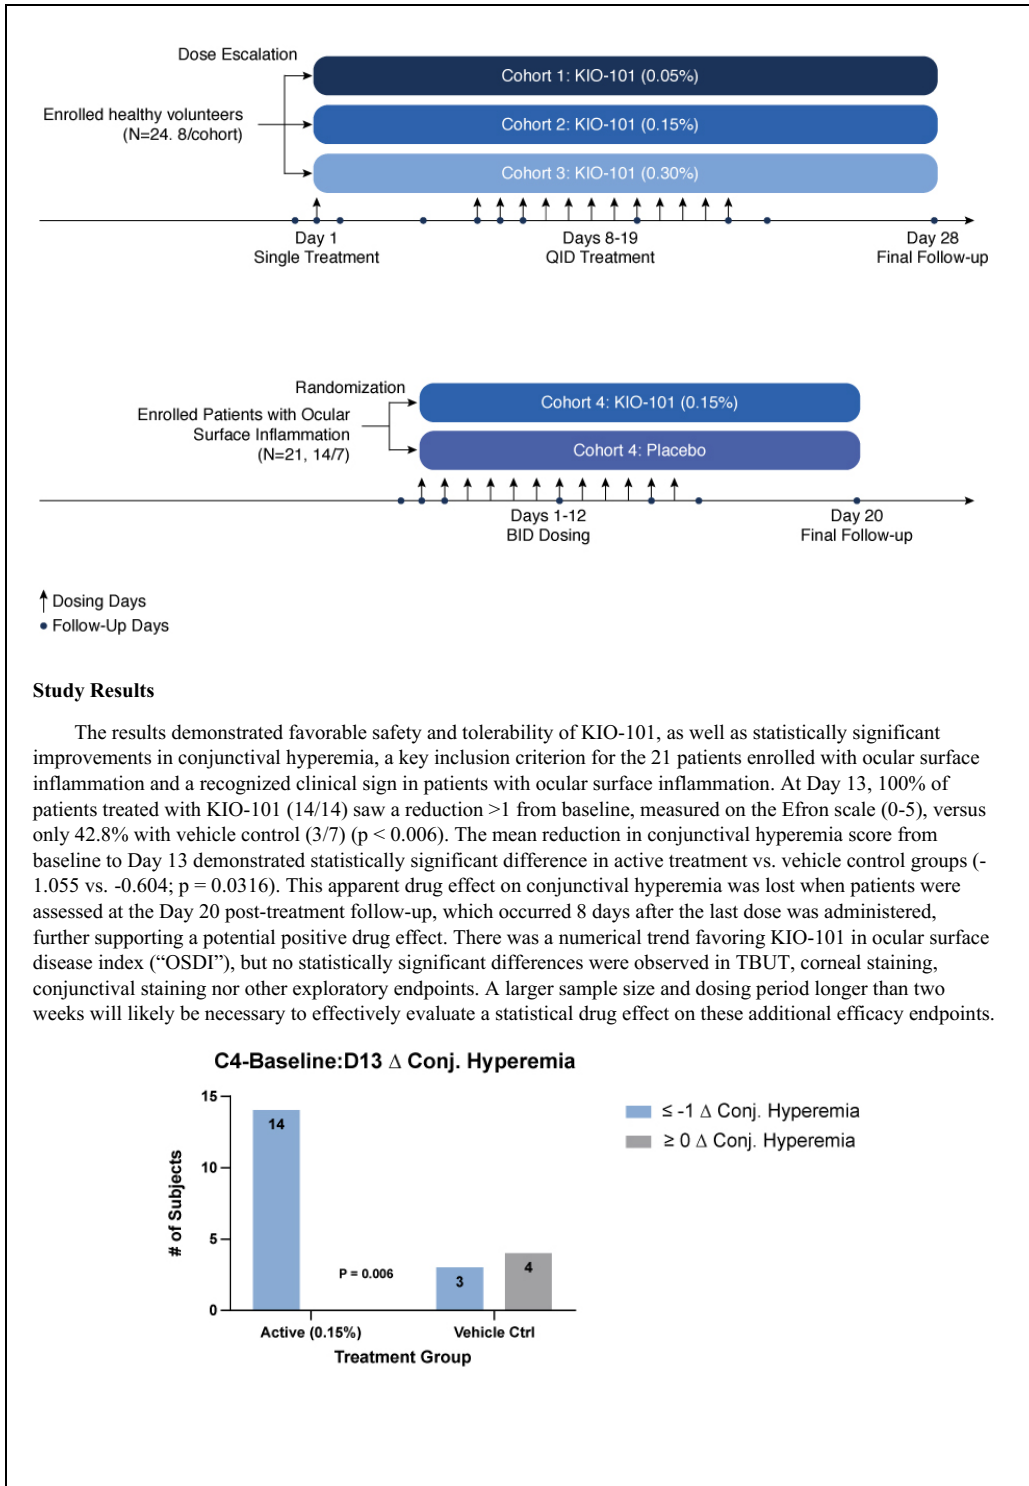 Dose Escalation
Enrolled healthy volunteers
(N=24. 8/cohort)
Cohort 1: KIO-101 (0.05%)
Cohort 2: KIO-101 (0.15%)
Cohort 3: KIO-101 (0.30%)
Day 1
Single Treatment
Days 8-19
QID Treatment
Day 28
Final Follow-up
Randomization
Enrolled Patients with Ocular
Surface Inflammation
(N=21, 14/7)
Cohort 4: KIO-101 (0.15%)
Cohort 4: Placebo
Days 1-12
BID Dosing
Day 20
Final Follow-up
Dosing Days
Follow-Up Days
Study Results
The results demonstrated favorable safety and tolerability of KIO-101, as well as statistically significant
improvements in conjunctival hyperemia, a key inclusion criterion for the 21 patients enrolled with ocular surface
inflammation and a recognized clinical sign in patients with ocular surface inflammation. At Day 13, 100% of
patients treated with KIO-101 (14/14) saw a reduction >1 from baseline, measured on the Efron scale (0-5), versus
only 42.8% with vehicle control (3/7) (p < 0.006). The mean reduction in conjunctival hyperemia score from
baseline to Day 13 demonstrated statistically significant difference in active treatment vs. vehicle control groups (-
1.055 vs. -0.604; p = 0.0316). This apparent drug effect on conjunctival hyperemia was lost when patients were
assessed at the Day 20 post-treatment follow-up, which occurred 8 days after the last dose was administered,
further supporting a potential positive drug effect. There was a numerical trend favoring KIO-101 in ocular surface
disease index (“OSDI”), but no statistically significant differences were observed in TBUT, corneal staining,
conjunctival staining nor other exploratory endpoints. A larger sample size and dosing period longer than two
weeks will likely be necessary to effectively evaluate a statistical drug effect on these additional efficacy endpoints.
C4-Baseline:D13 Δ Conj. Hyperemia
≤ -1 Δ Conj. Hyperemia
≥ 0 Δ Conj. Hyperemia
# of Subjects
15
10
5
0
14
P = 0.006
3
4
Active (0.15%)
Vehicle Ctrl
Treatment Group